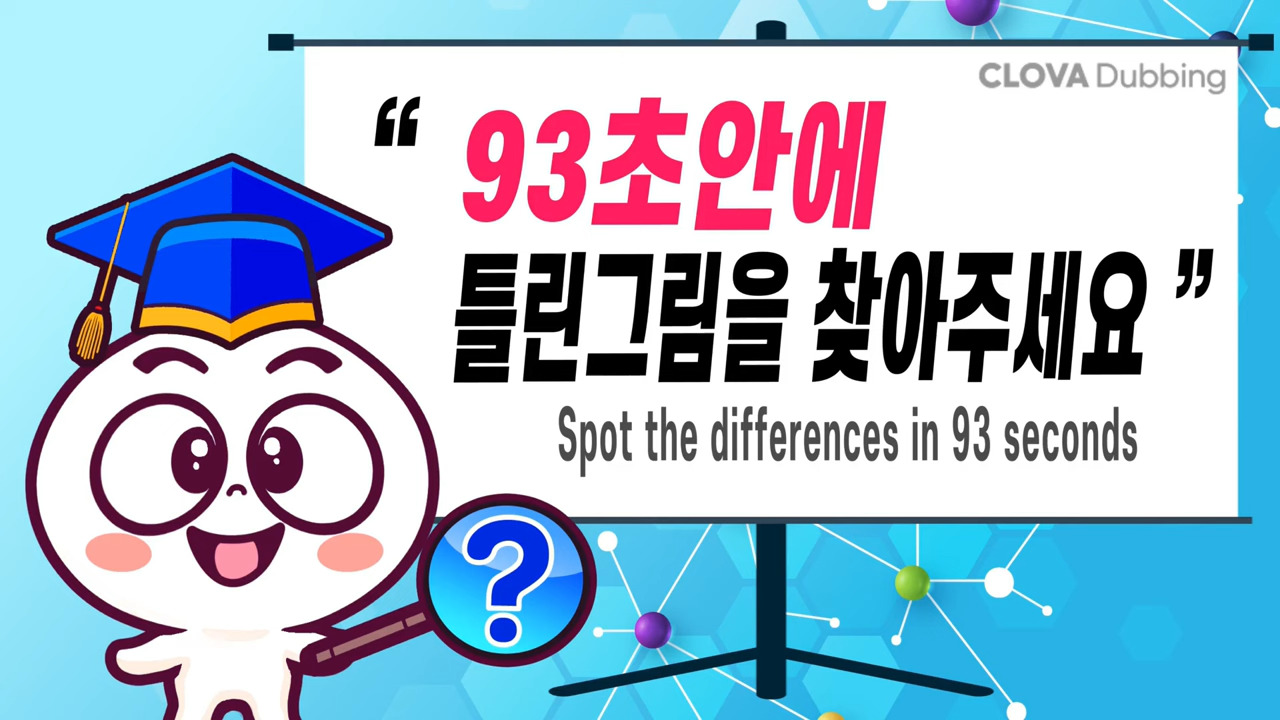 CLOVA Dubbing
“ 93초안에
틀린그림을 찾아주세요 ”
Spot the differences in 93 seconds
?